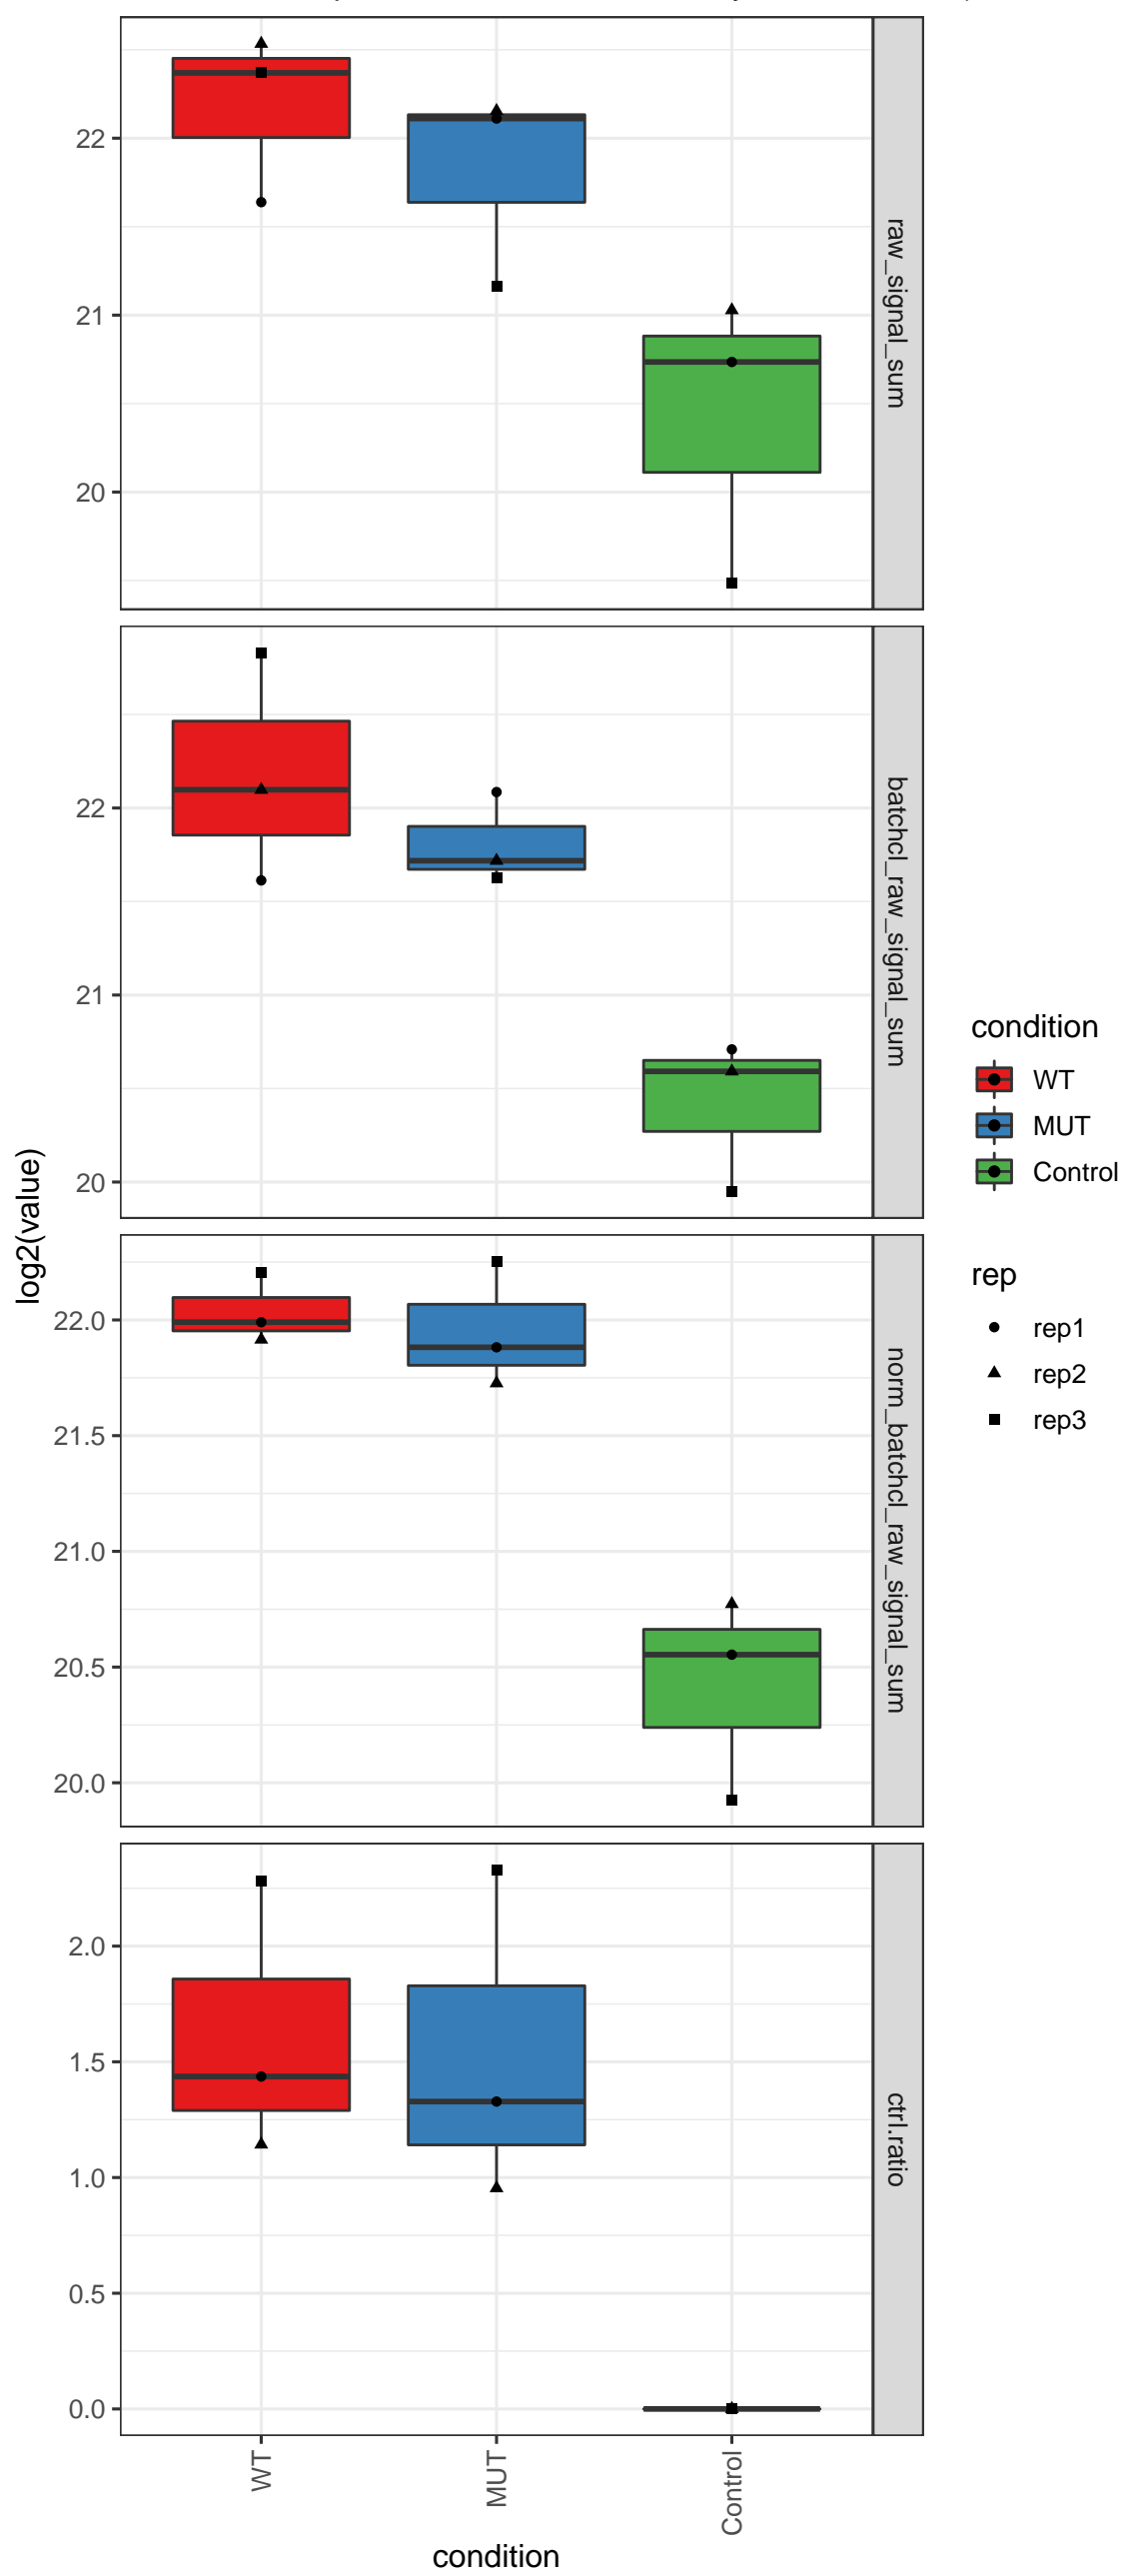 22
21
20
raw_signal_sum
22
21
20
batchcl_raw_signal_sum
22.0
21.5
21.0
20.5
20.0
norm_batchcl_raw_signal_sum
2.0
1.5
1.0
0.5
0.0
ctrl.ratio
log2(value)
WT
MUT
Control
condition
condition
WT
MUT
Control
rep
rep1
rep2
rep3